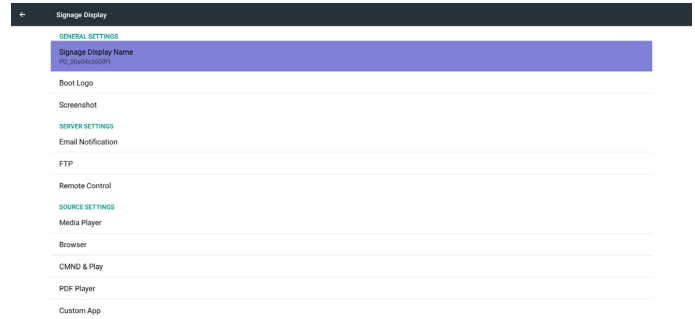 Signage Display
GENERAL SETTINGS
Signage Display Name
PD_00e04c2600f1
Boot Logo
Screenshot
SERVER SETTINGS
Email Notification
FTP
Remote Control
SOURCE SETTINGS
Media Player
Browser
CMND & Play
PDF Player
Custom App